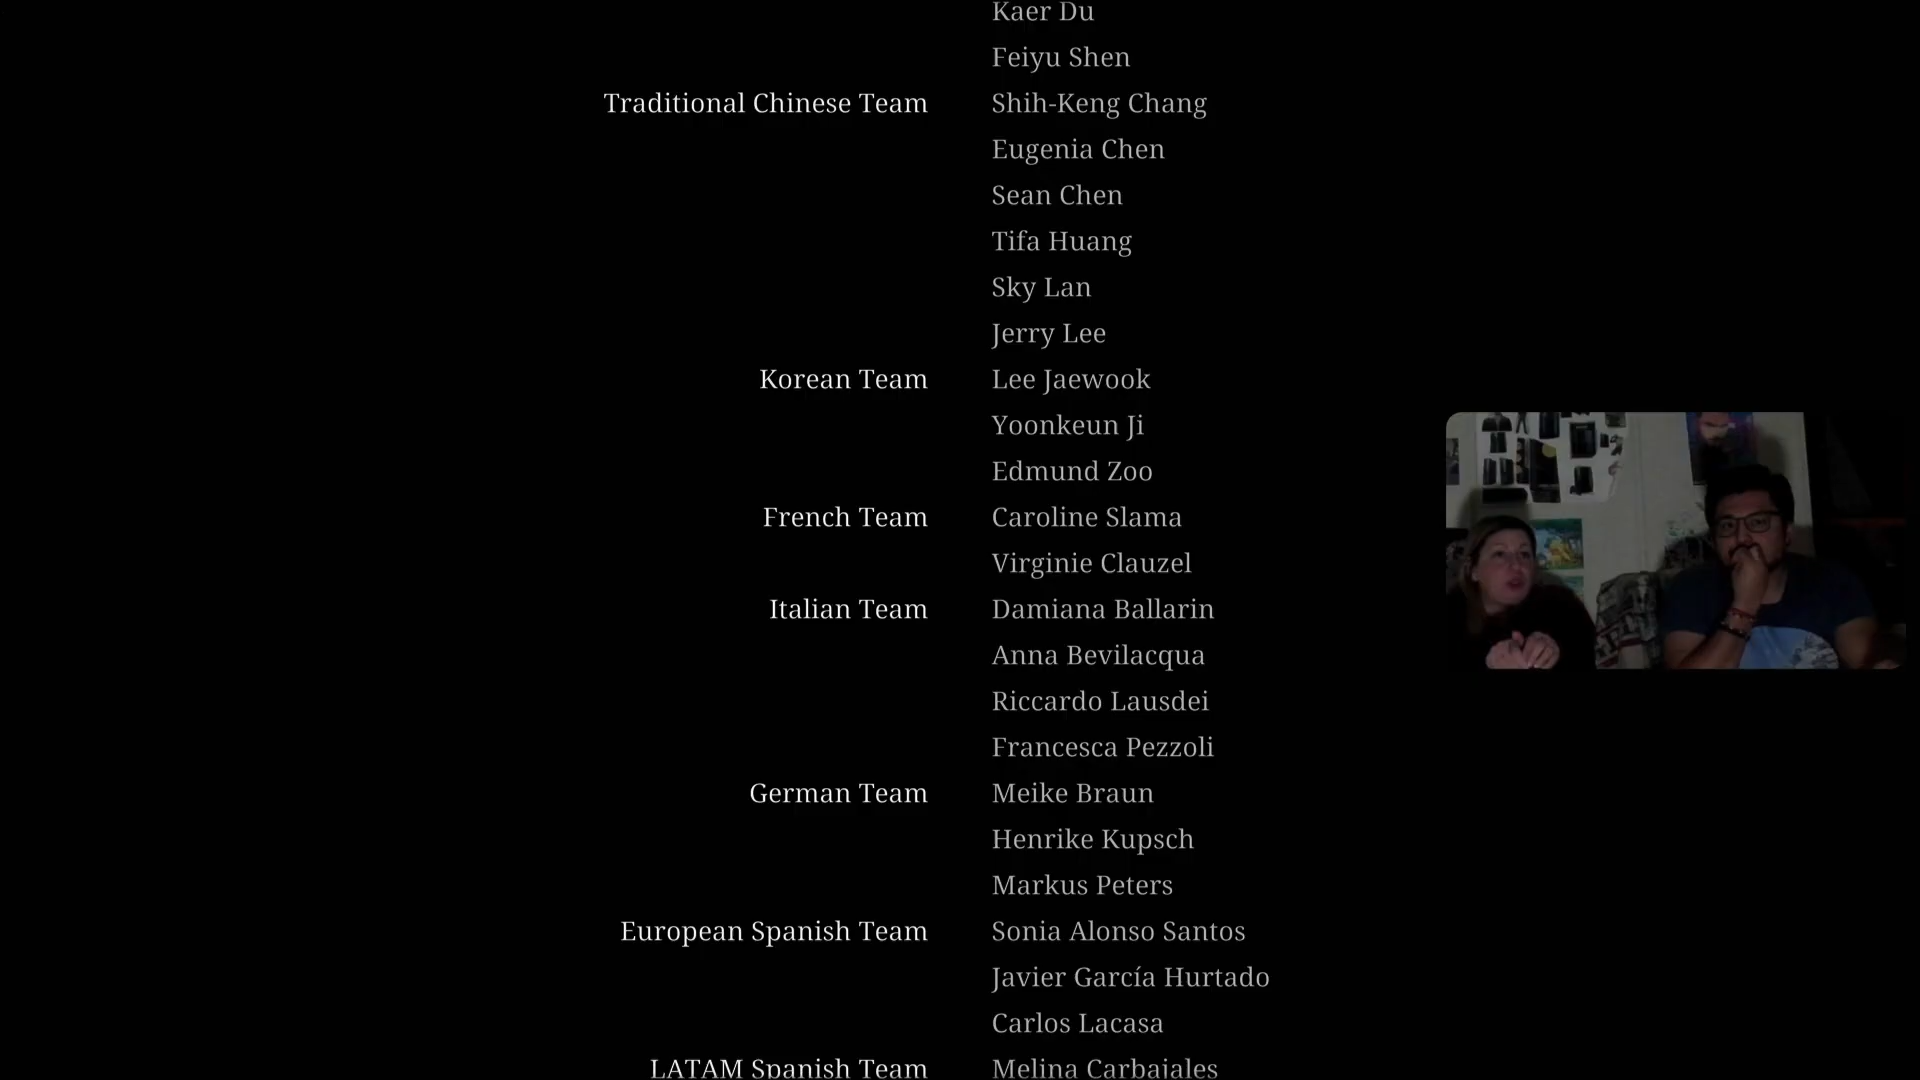 Kaer Du
Feiyu Shen
Traditional Chinese Team Shih-Keng Chang
Eugenia Chen
Sean Chen
Tifa Huang
Sky Lan
Jerry Lee
Korean Team Lee Jaewook
Yoonkeun Ji
Edmund Zoo
French Team Caroline Slama
Virginie Clauzel
Italian Team Damiana Ballarin
Anna Bevilacqua
Riccardo Lausdei
Francesca Pezzoli
German Team Meike Braun
Henrike Kupsch
Markus Peters
European Spanish Team Sonia Alonso Santos
Javier García Hurtado
Carlos Lacasa
LATAM Spanish Team Melina Carbajales